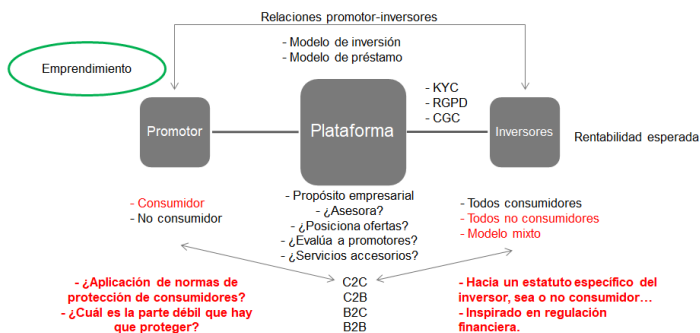 Relaciones promotor-inversores
- Modelo de inversión
- Modelo de préstamo
Emprendimiento
- KYC
- RGPD
- CGC
Promotor
Plataforma
Inversores
Rentabilidad esperada
- Consumidor
- No consumidor
- Propósito empresarial
- ¿Asesora?
- ¿Posiciona ofertas?
- ¿Evalúa a promotores?
- ¿Servicios accesorios?
- Todos consumidores
- Todos no consumidores
- Modelo mixto
- ¿Aplicación de normas de
protección de consumidores?
- ¿Cuál es la parte débil que hay
que proteger?
C2C
C2B
B2C
B2B
- Hacia un estatuto específico del
inversor, sea o no consumidor…
- Inspirado en regulación
financiera.